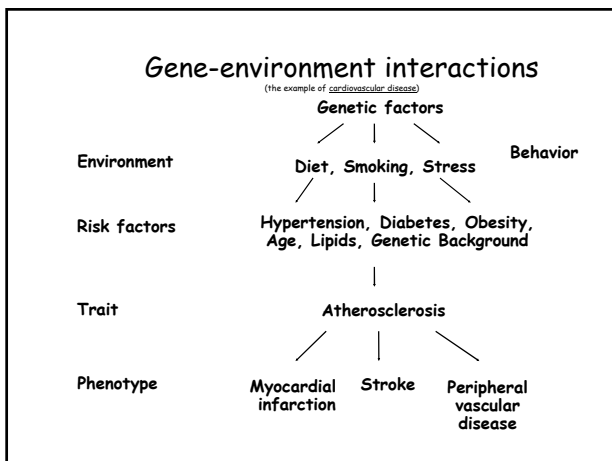 Gene-environment interactions
(the example of cardiovascular disease)
Genetic factors
Behavior
Environment
Diet, Smoking, Stress
Risk factors
Hypertension, Diabetes, Obesity,
Age, Lipids, Genetic Background
Trait
Atherosclerosis
Phenotype
Myocardial
infarction
Stroke
Peripheral
vascular
disease